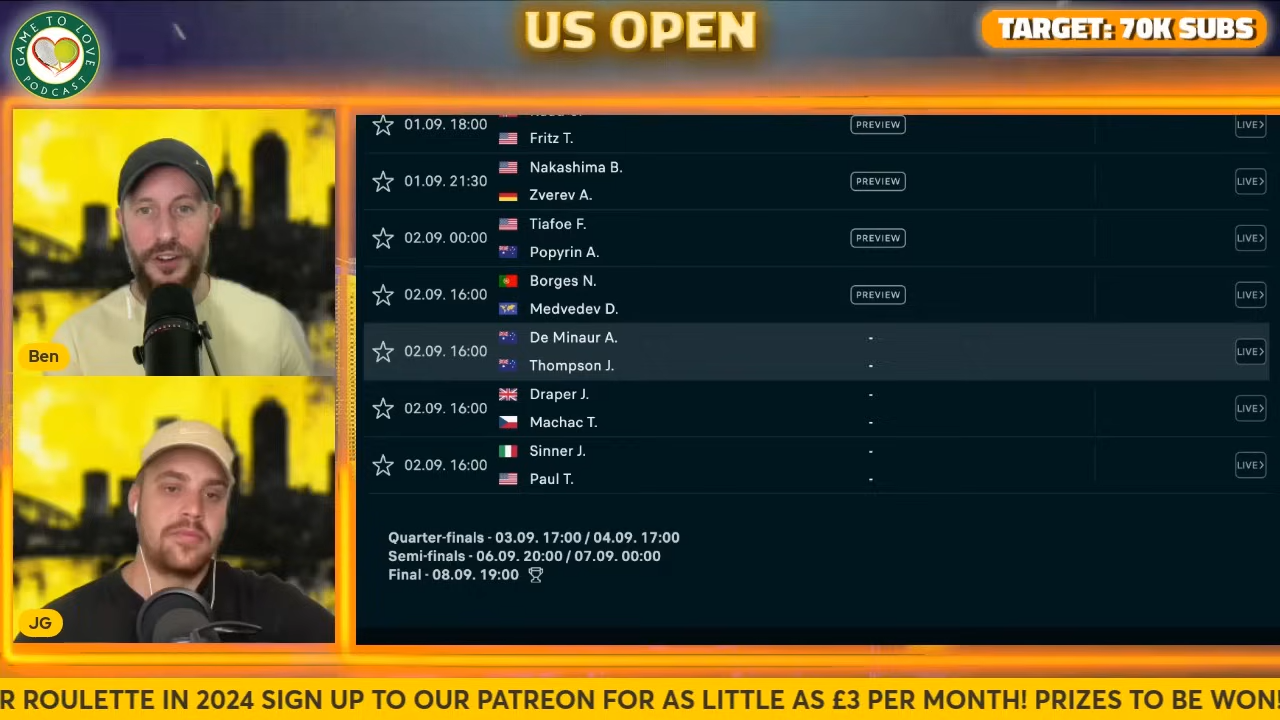 GAME TO LOVE
PODCAST
US OPEN
TARGET: 70K SUBS
01.09. 18:00
Fritz T.
PREVIEW
LIVE>
01.09. 21:30
Nakashima B.
Zverev A.
PREVIEW
LIVE>
02.09. 00:00
Tiafoe F.
Popyrin A.
PREVIEW
LIVE>
02.09. 16:00
Borges N.
Medvedev D.
PREVIEW
LIVE>
02.09. 16:00
De Minaur A.
-
Thompson J.
-
LIVE>
02.09. 16:00
Draper J.
-
Machac T.
-
LIVE>
02.09. 16:00
Sinner J.
-
Paul T.
-
LIVE>
Quarter-finals - 03.09. 17:00 / 04.09. 17:00
Semi-finals - 06.09. 20:00 / 07.09. 00:00
Final - 08.09. 19:00
Ben
JG
R ROULETTE IN 2024 SIGN UP TO OUR PATREON FOR AS LITTLE AS £3 PER MONTH! PRIZES TO BE WON!